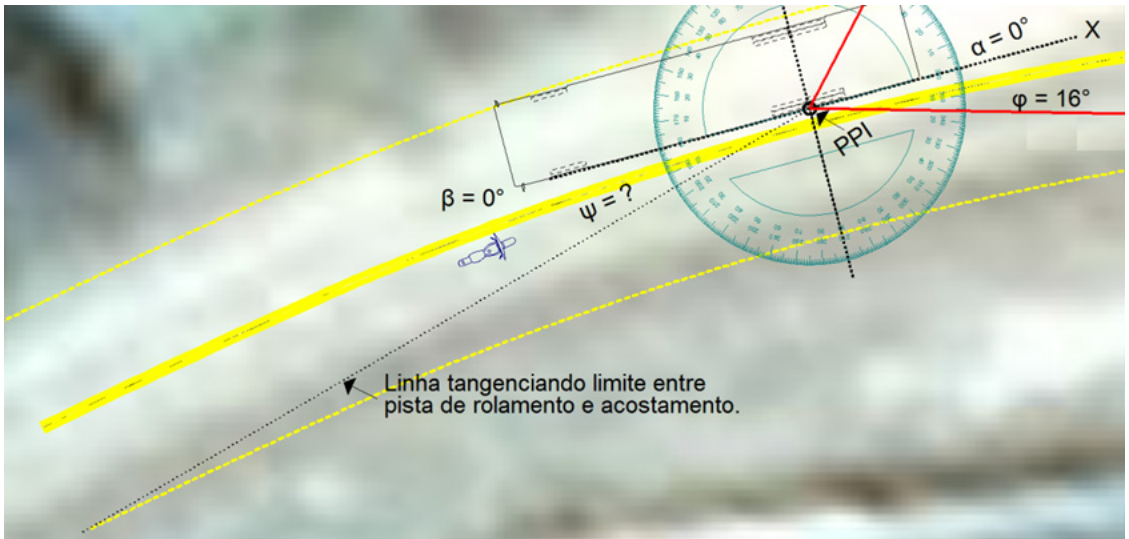 α = 0°
X
φ = 16°
PPI
β = 0°
ψ = ?
Linha tangenciando limite entre
pista de rolamento e acostamento.